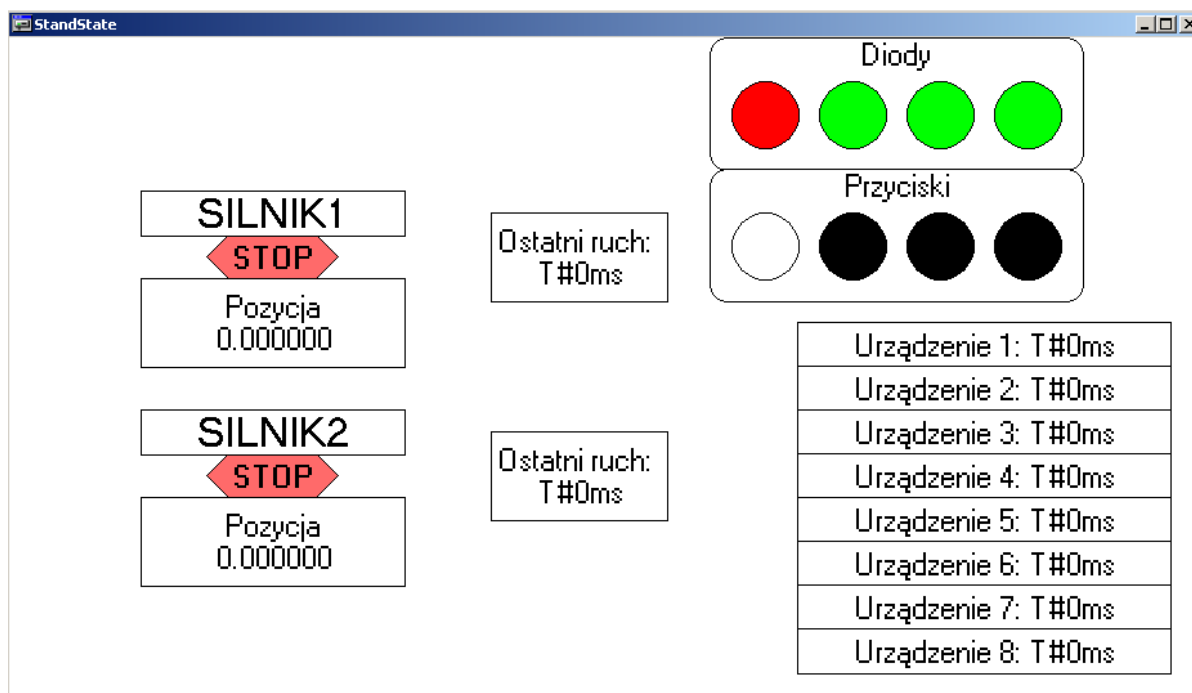 StandState
Diody
Przyciski
SILNIK1
STOP
Pozycja
0.000000
Ostatni ruch:
T#0ms
SILNIK2
STOP
Pozycja
0.000000
Ostatni ruch:
T#0ms
Urządzenie 1: T#0ms
Urządzenie 2: T#0ms
Urządzenie 3: T#0ms
Urządzenie 4: T#0ms
Urządzenie 5: T#0ms
Urządzenie 6: T#0ms
Urządzenie 7: T#0ms
Urządzenie 8: T#0ms